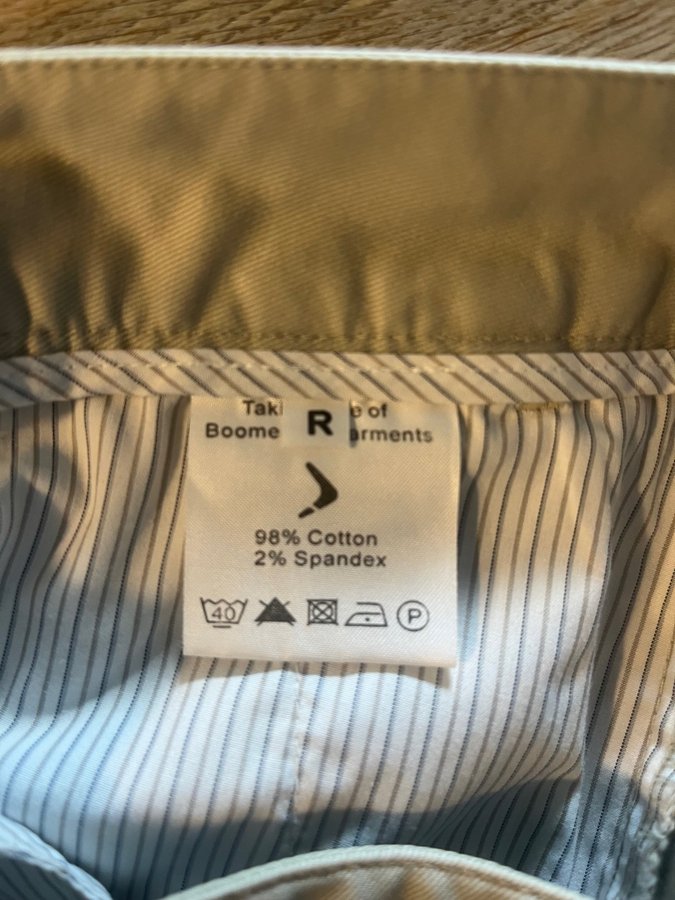 Taki R e of
Boome arments
98% Cotton
2% Spandex
40 P